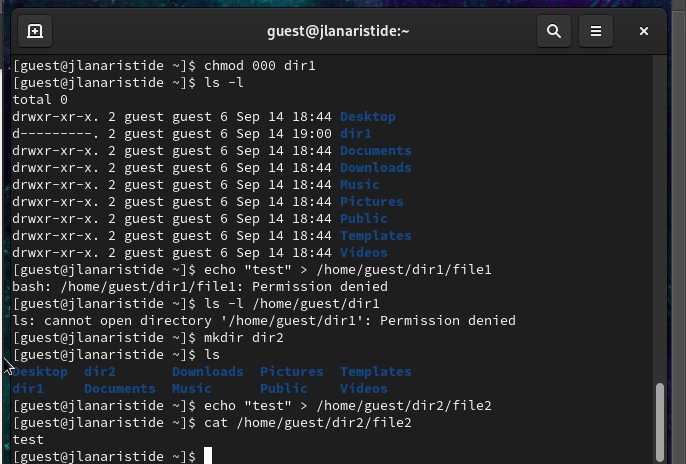 guest@jlanaristide:~
[guest@jlanaristide ~]$ chmod 000 dir1
[guest@jlanaristide ~]$ ls -l
total 0
drwxr-xr-x. 2 guest guest 6 Sep 14 18:44 Desktop
d---------. 2 guest guest 6 Sep 14 19:00 dir1
drwxr-xr-x. 2 guest guest 6 Sep 14 18:44 Documents
drwxr-xr-x. 2 guest guest 6 Sep 14 18:44 Downloads
drwxr-xr-x. 2 guest guest 6 Sep 14 18:44 Music
drwxr-xr-x. 2 guest guest 6 Sep 14 18:44 Pictures
drwxr-xr-x. 2 guest guest 6 Sep 14 18:44 Public
drwxr-xr-x. 2 guest guest 6 Sep 14 18:44 Templates
drwxr-xr-x. 2 guest guest 6 Sep 14 18:44 Videos
[guest@jlanaristide ~]$ echo "test" > /home/guest/dir1/file1
bash: /home/guest/dir1/file1: Permission denied
[guest@jlanaristide ~]$ ls -l /home/guest/dir1
ls: cannot open directory '/home/guest/dir1': Permission denied
[guest@jlanaristide ~]$ mkdir dir2
[guest@jlanaristide ~]$ ls
Desktop  dir2       Downloads  Pictures  Templates
dir1     Documents  Music      Public    Videos
[guest@jlanaristide ~]$ echo "test" > /home/guest/dir2/file2
[guest@jlanaristide ~]$ cat /home/guest/dir2/file2
test
[guest@jlanaristide ~]$